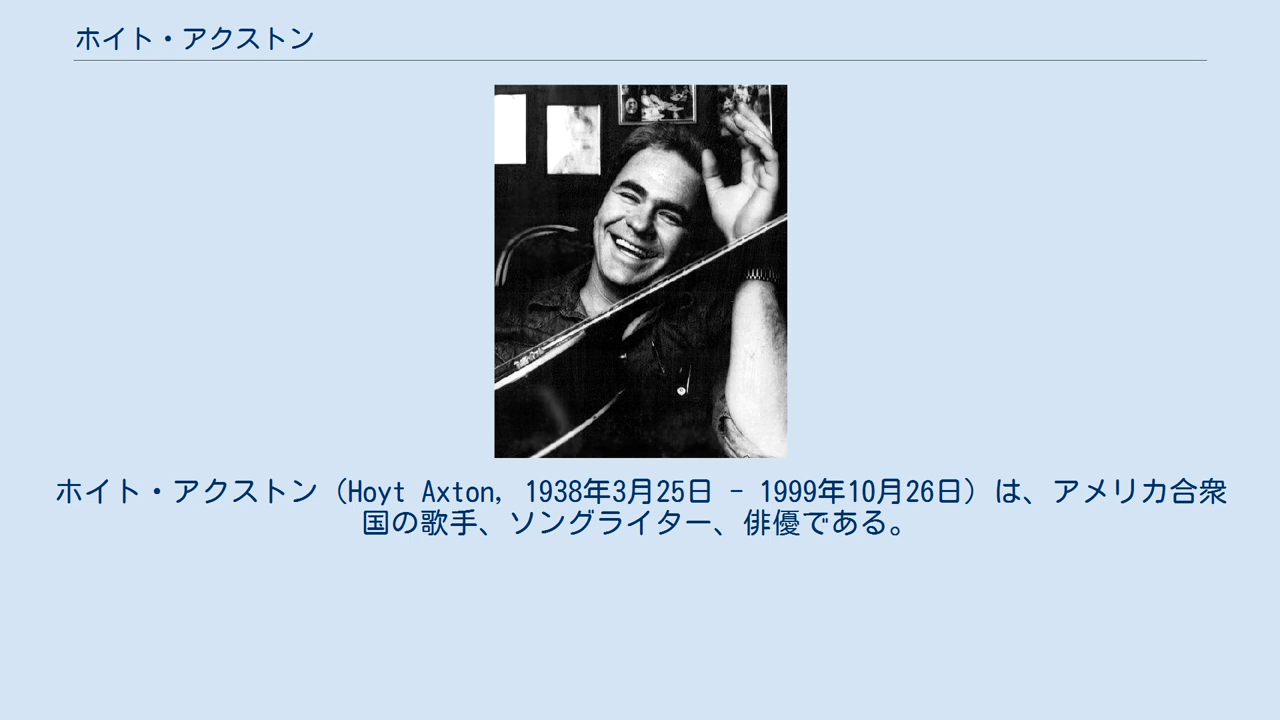 ホイト・アクストン
ホイト・アクストン（Hoyt Axton, 1938年3月25日 - 1999年10月26日）は、アメリカ合衆
国の歌手、ソングライター、俳優である。